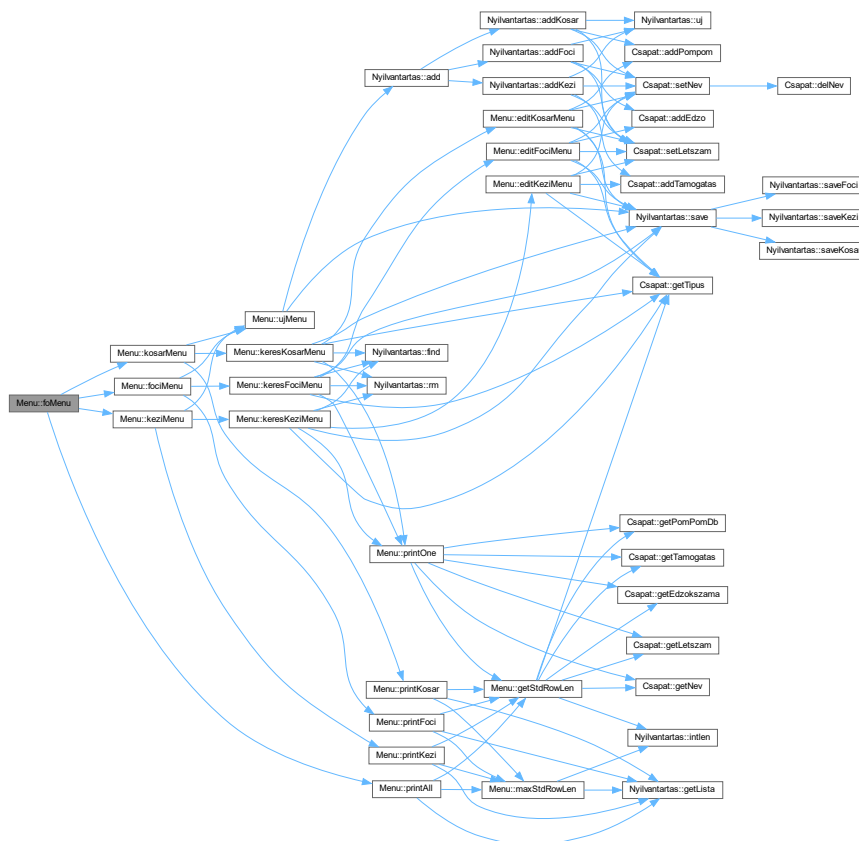 Nyilvantartas::addKosar
Nyilvantartas::uj
Nyilvantartas::addFoci
Csapat::addPompom
Nyilvantartas::add
Nyilvantartas::addKezi
Csapat::setNev
Csapat::delNev
Menu::editKosarMenu
Csapat::addEdzo
Menu::editFociMenu
Csapat::setLetszam
Menu::editKeziMenu
Csapat::addTamogatas
Nyilvantartas::saveFoci
Nyilvantartas::save
Nyilvantartas::saveKezi
Nyilvantartas::saveKosar
Csapat::getTipus
Menu::ujMenu
Menu::kosarMenu
Menu::keresKosarMenu
Nyilvantartas::find
Menu::fociMenu
Menu::keresFociMenu
Nyilvantartas::rm
Menu::foMenu
Menu::keziMenu
Menu::keresKeziMenu
Csapat::getPomPomDb
Menu::printOne
Csapat::getTamogatas
Csapat::getEdzokszama
Csapat::getLetszam
Menu::printKosar
Menu::getStdRowLen
Csapat::getNev
Menu::printFoci
Nyilvantartas::intlen
Menu::printKezi
Menu::printAll
Menu::maxStdRowLen
Nyilvantartas::getLista